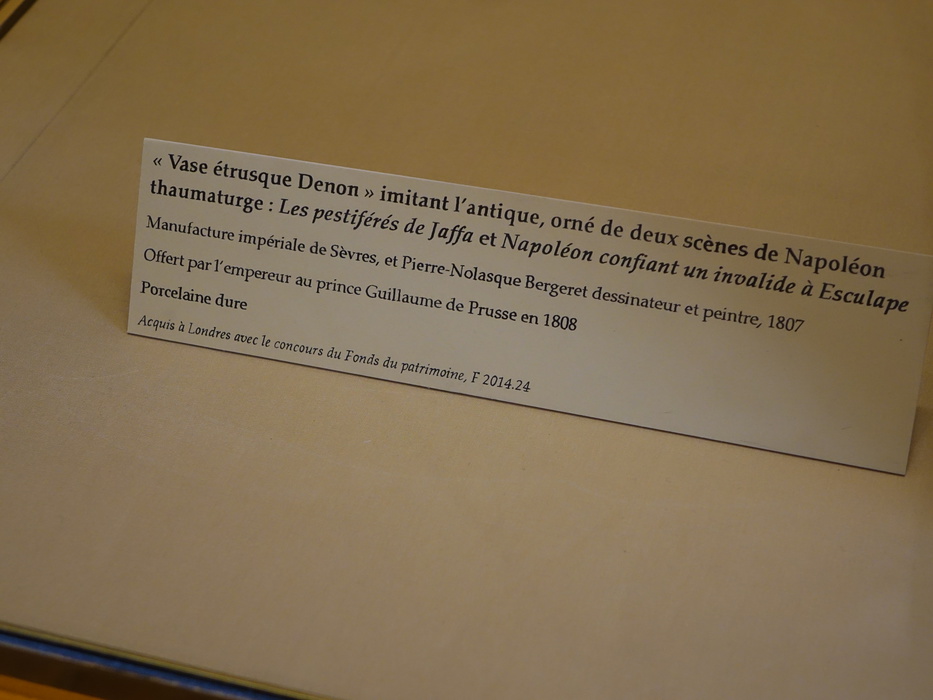 « Vase étrusque Denon » imitant l'antique, orné de deux scènes de Napoléon
thaumaturge : Les pestiférés de Jaffa et Napoléon confiant un invalide à Esculape
Manufacture impériale de Sèvres, et Pierre-Nolasque Bergeret dessinateur et peintre, 1807
Offert par l'empereur au prince Guillaume de Prusse en 1808
Porcelaine dure
Acquis à Londres avec le concours du Fonds du patrimoine, F 2014.24